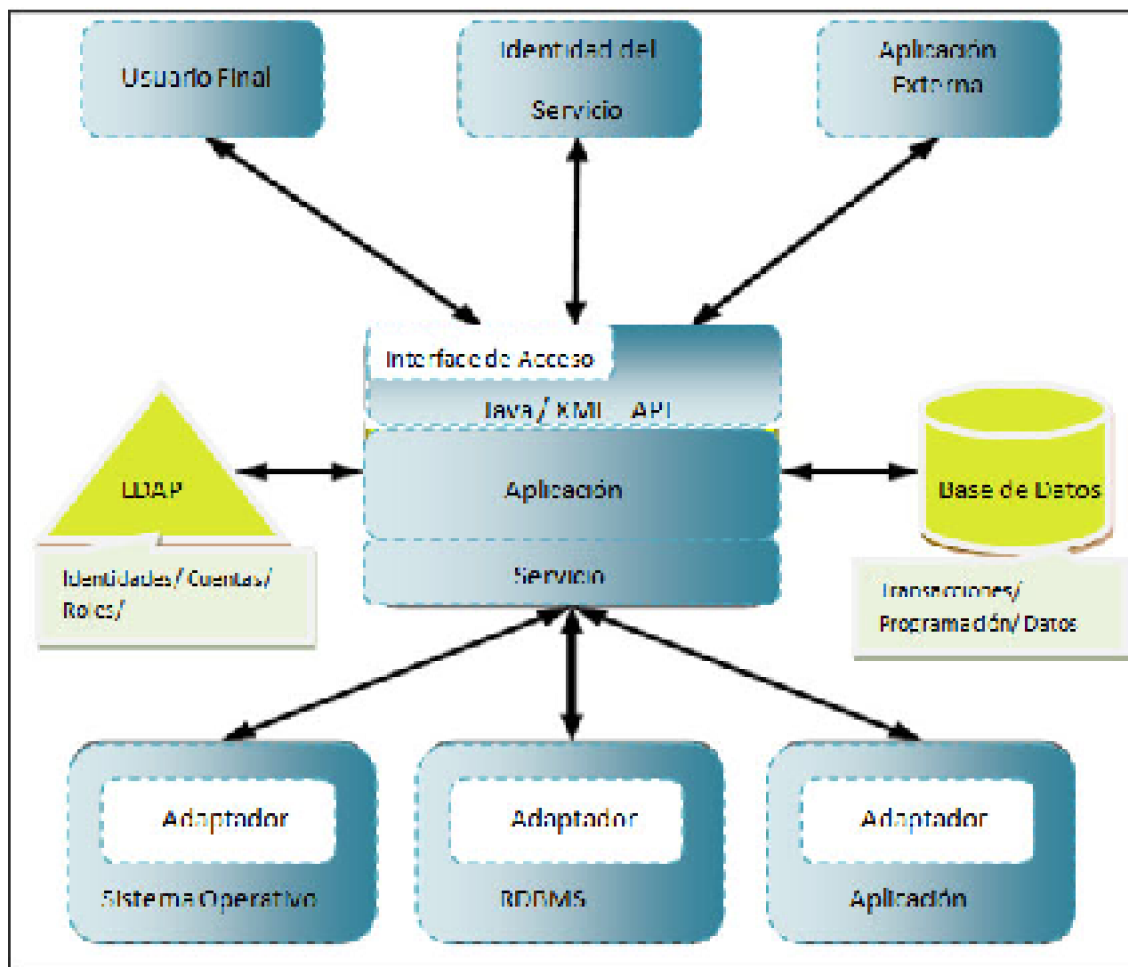 Usuario Final
Identidad del
Servicio
Aplicación
Externa
Interface de Acceso
Java / XML API
Aplicación
Servicio
LDAP
Identidades/ Cuentas/
Roles/
Base de Datos
Transacciones/
Programación/ Datos
Adaptador
Sistema Operativo
Adaptador
RDBMS
Adaptador
Aplicación